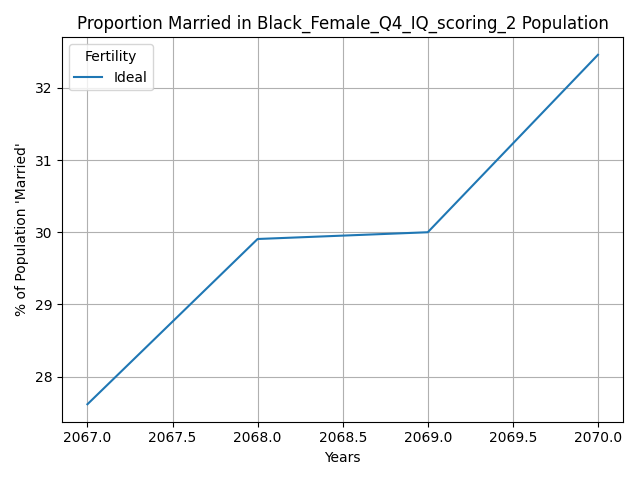 Proportion Married in Black_Female_Q4_IQ_scoring_2 Population
Fertility
Ideal
% of Population 'Married'
32
31
30
29
28
2067.0 2067.5 2068.0 2068.5 2069.0 2069.5 2070.0
Years